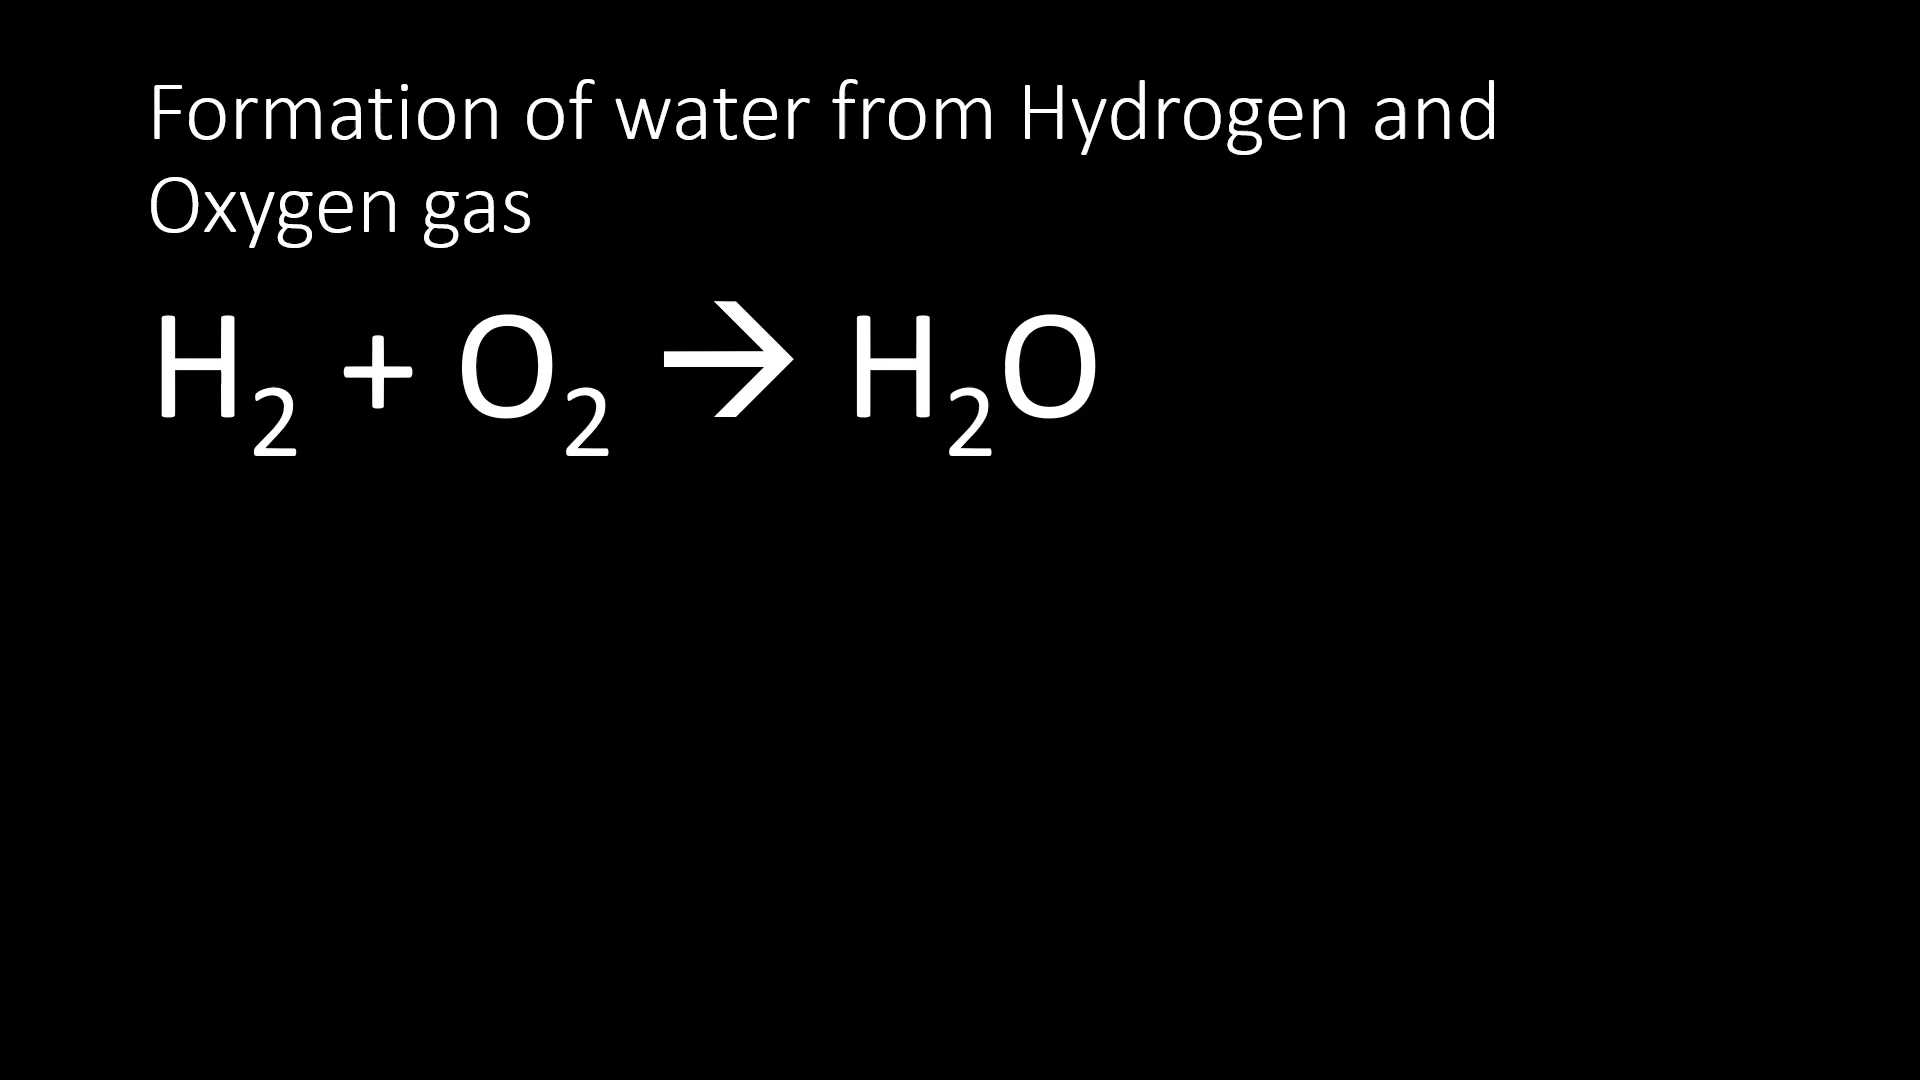 Formation of water from Hydrogen and
Oxygen gas
H₂ + O₂ → H₂O